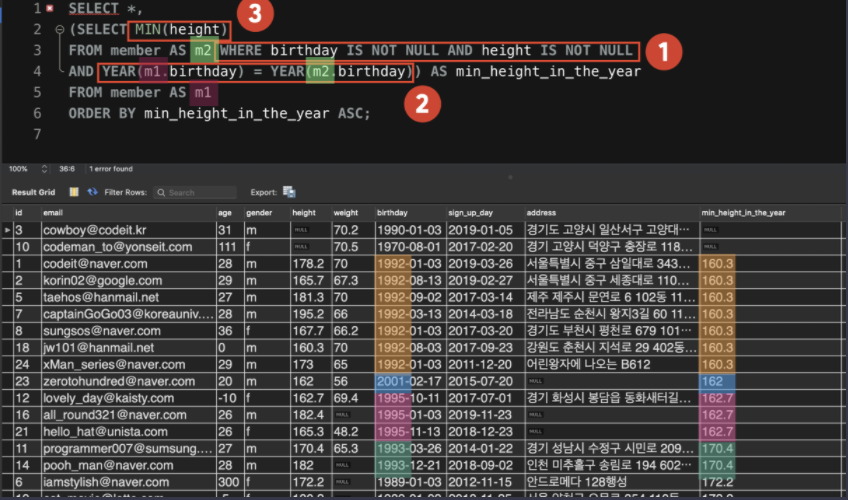 1 SELECT *,
3
2 (SELECT MIN(height)
3 FROM member AS m2 WHERE birthday IS NOT NULL AND height IS NOT NULL
1
4 AND YEAR(m1.birthday) = YEAR(m2.birthday)) AS min_height_in_the_year
5 FROM member AS m1
2
6 ORDER BY min_height_in_the_year ASC;
7
100% 36:6 1 error found
Result Grid Filter Rows: Search Export:
id email age gender height weight birthday sign_up_day address min_height_in_the_year
3 cowboy@codeit.kr 31 m NULL 70.2 1990-01-03 2019-01-05 경기도 고양시 일산서구 고양대... NULL
10 codeman_to@yonseit.com 111 f NULL 70.5 1970-08-01 2017-02-20 경기 고양시 덕양구 충장로 118... NULL
1 codeit@naver.com 28 m 178.2 70 1992-01-03 2019-03-26 서울특별시 중구 삼일대로 343... 160.3
2 korin02@google.com 29 m 165.7 67.3 1992-08-13 2019-02-27 서울특별시 중구 세종대로 110... 160.3
5 taehos@hanmail.net 27 m 181.3 70 1992-09-02 2017-03-14 제주 제주시 문연로 6 102동 11... 160.3
7 captainGoGo03@koreauniv.... 28 m 195.2 66 1992-03-13 2014-03-18 전라남도 순천시 왕지3길 60 11... 160.3
8 sungsos@naver.com 36 f 167.7 66.2 1992-01-03 2017-03-20 경기도 부천시 평천로 679 101... 160.3
18 jw101@hanmail.net 0 m 160.3 70 1992-08-03 2017-09-23 강원도 춘천시 지석로 29 402동... 160.3
24 xMan_series@naver.com 29 m 173 65 1992-01-03 2011-12-20 어린왕자에 나오는 B612 160.3
23 zerotohundred@naver.com 20 m 162 56 2001-02-17 2015-07-20 NULL 162
12 lovely_day@kaisty.com -10 f 162.7 69.4 1995-10-11 2017-07-01 경기 화성시 봉담읍 동화새터길... 162.7
16 all_round321@naver.com 26 m 182.4 NULL 1995-01-03 2019-11-23 NULL 162.7
21 hello_hat@unista.com 26 f 165.3 48.2 1995-11-13 2018-12-23 NULL 162.7
11 programmer007@sumsung.... 27 m 170.4 65.3 1993-03-26 2014-01-22 경기 성남시 수정구 시민로 209... 170.4
14 pooh_man@naver.com 28 m 182 NULL 1993-12-21 2018-09-02 인천 미추홀구 송림로 194 602... 170.4
6 iamstylish@naver.com 300 f 172.2 NULL 1989-01-03 2012-11-15 안드로메다 128행성 172.2